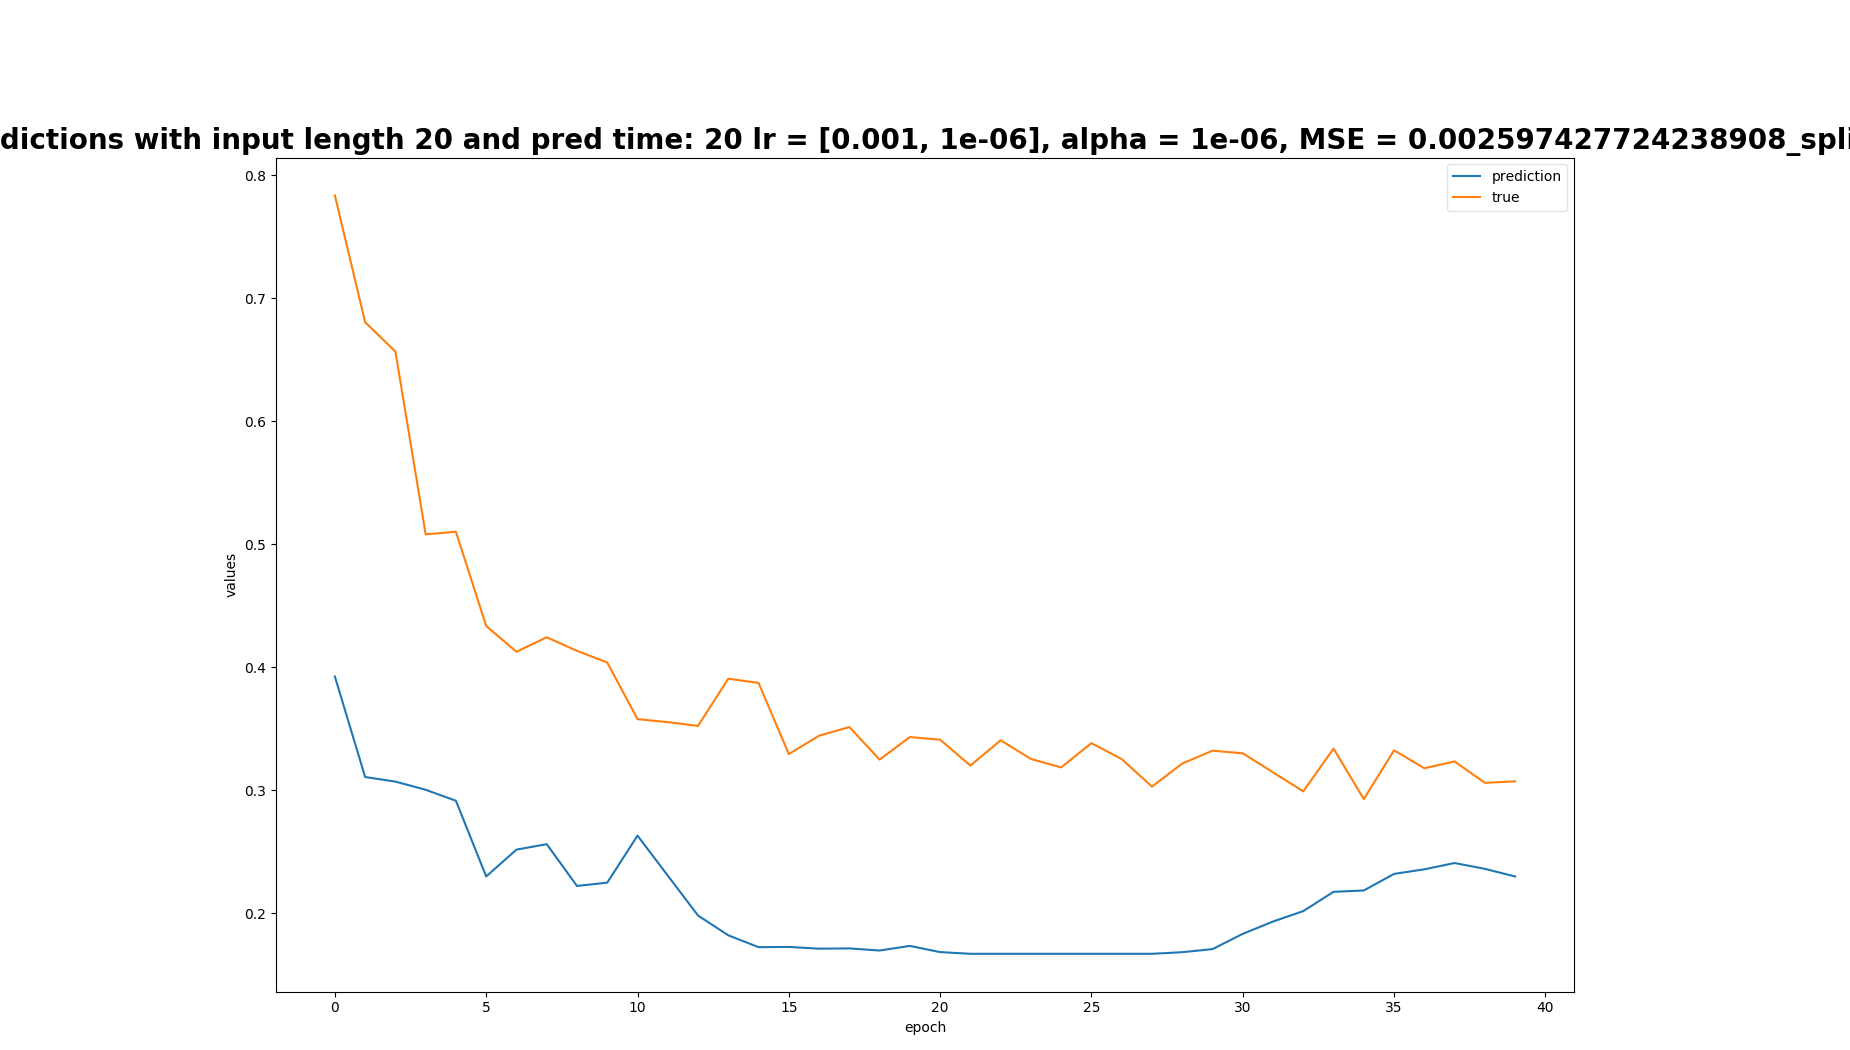 dictions with input length 20 and pred time: 20 lr = [0.001, 1e-06], alpha = 1e-06, MSE = 0.002597427724238908_spli
prediction
true
0.8
0.7
0.6
0.5
0.4
0.3
0.2
values
0 5 10 15 20 25 30 35 40
epoch